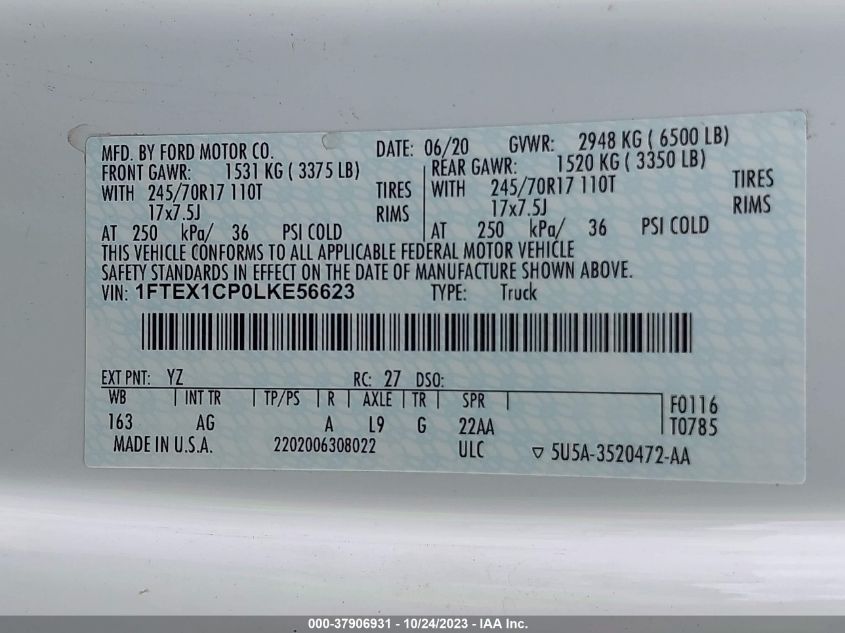 MFD. BY FORD MOTOR CO. DATE: 06/20 GVWR: 2948 KG ( 6500 LB)
FRONT GAWR: 1531 KG ( 3375 LB) REAR GAWR: 1520 KG ( 3350 LB)
WITH 245/70R17 110T TIRES WITH 245/70R17 110T TIRES
17x7.5J RIMS 17x7.5J RIMS
AT 250 kPa/ 36 PSI COLD AT 250 kPa/ 36 PSI COLD
THIS VEHICLE CONFORMS TO ALL APPLICABLE FEDERAL MOTOR VEHICLE
SAFETY STANDARDS IN EFFECT ON THE DATE OF MANUFACTURE SHOWN ABOVE.
VIN: 1FTEX1CP0LKE56623 TYPE: Truck
EXT PNT: YZ RC: 27 DSO:
WB | INT TR | TP/PS | R | AXLE | TR | SPR | F0116
163 AG A L9 G 22AA T0785
MADE IN U.S.A. 2202006308022 ULC ▽ 5U5A-3520472-AA
000-37906931 - 10/24/2023 - IAA Inc.